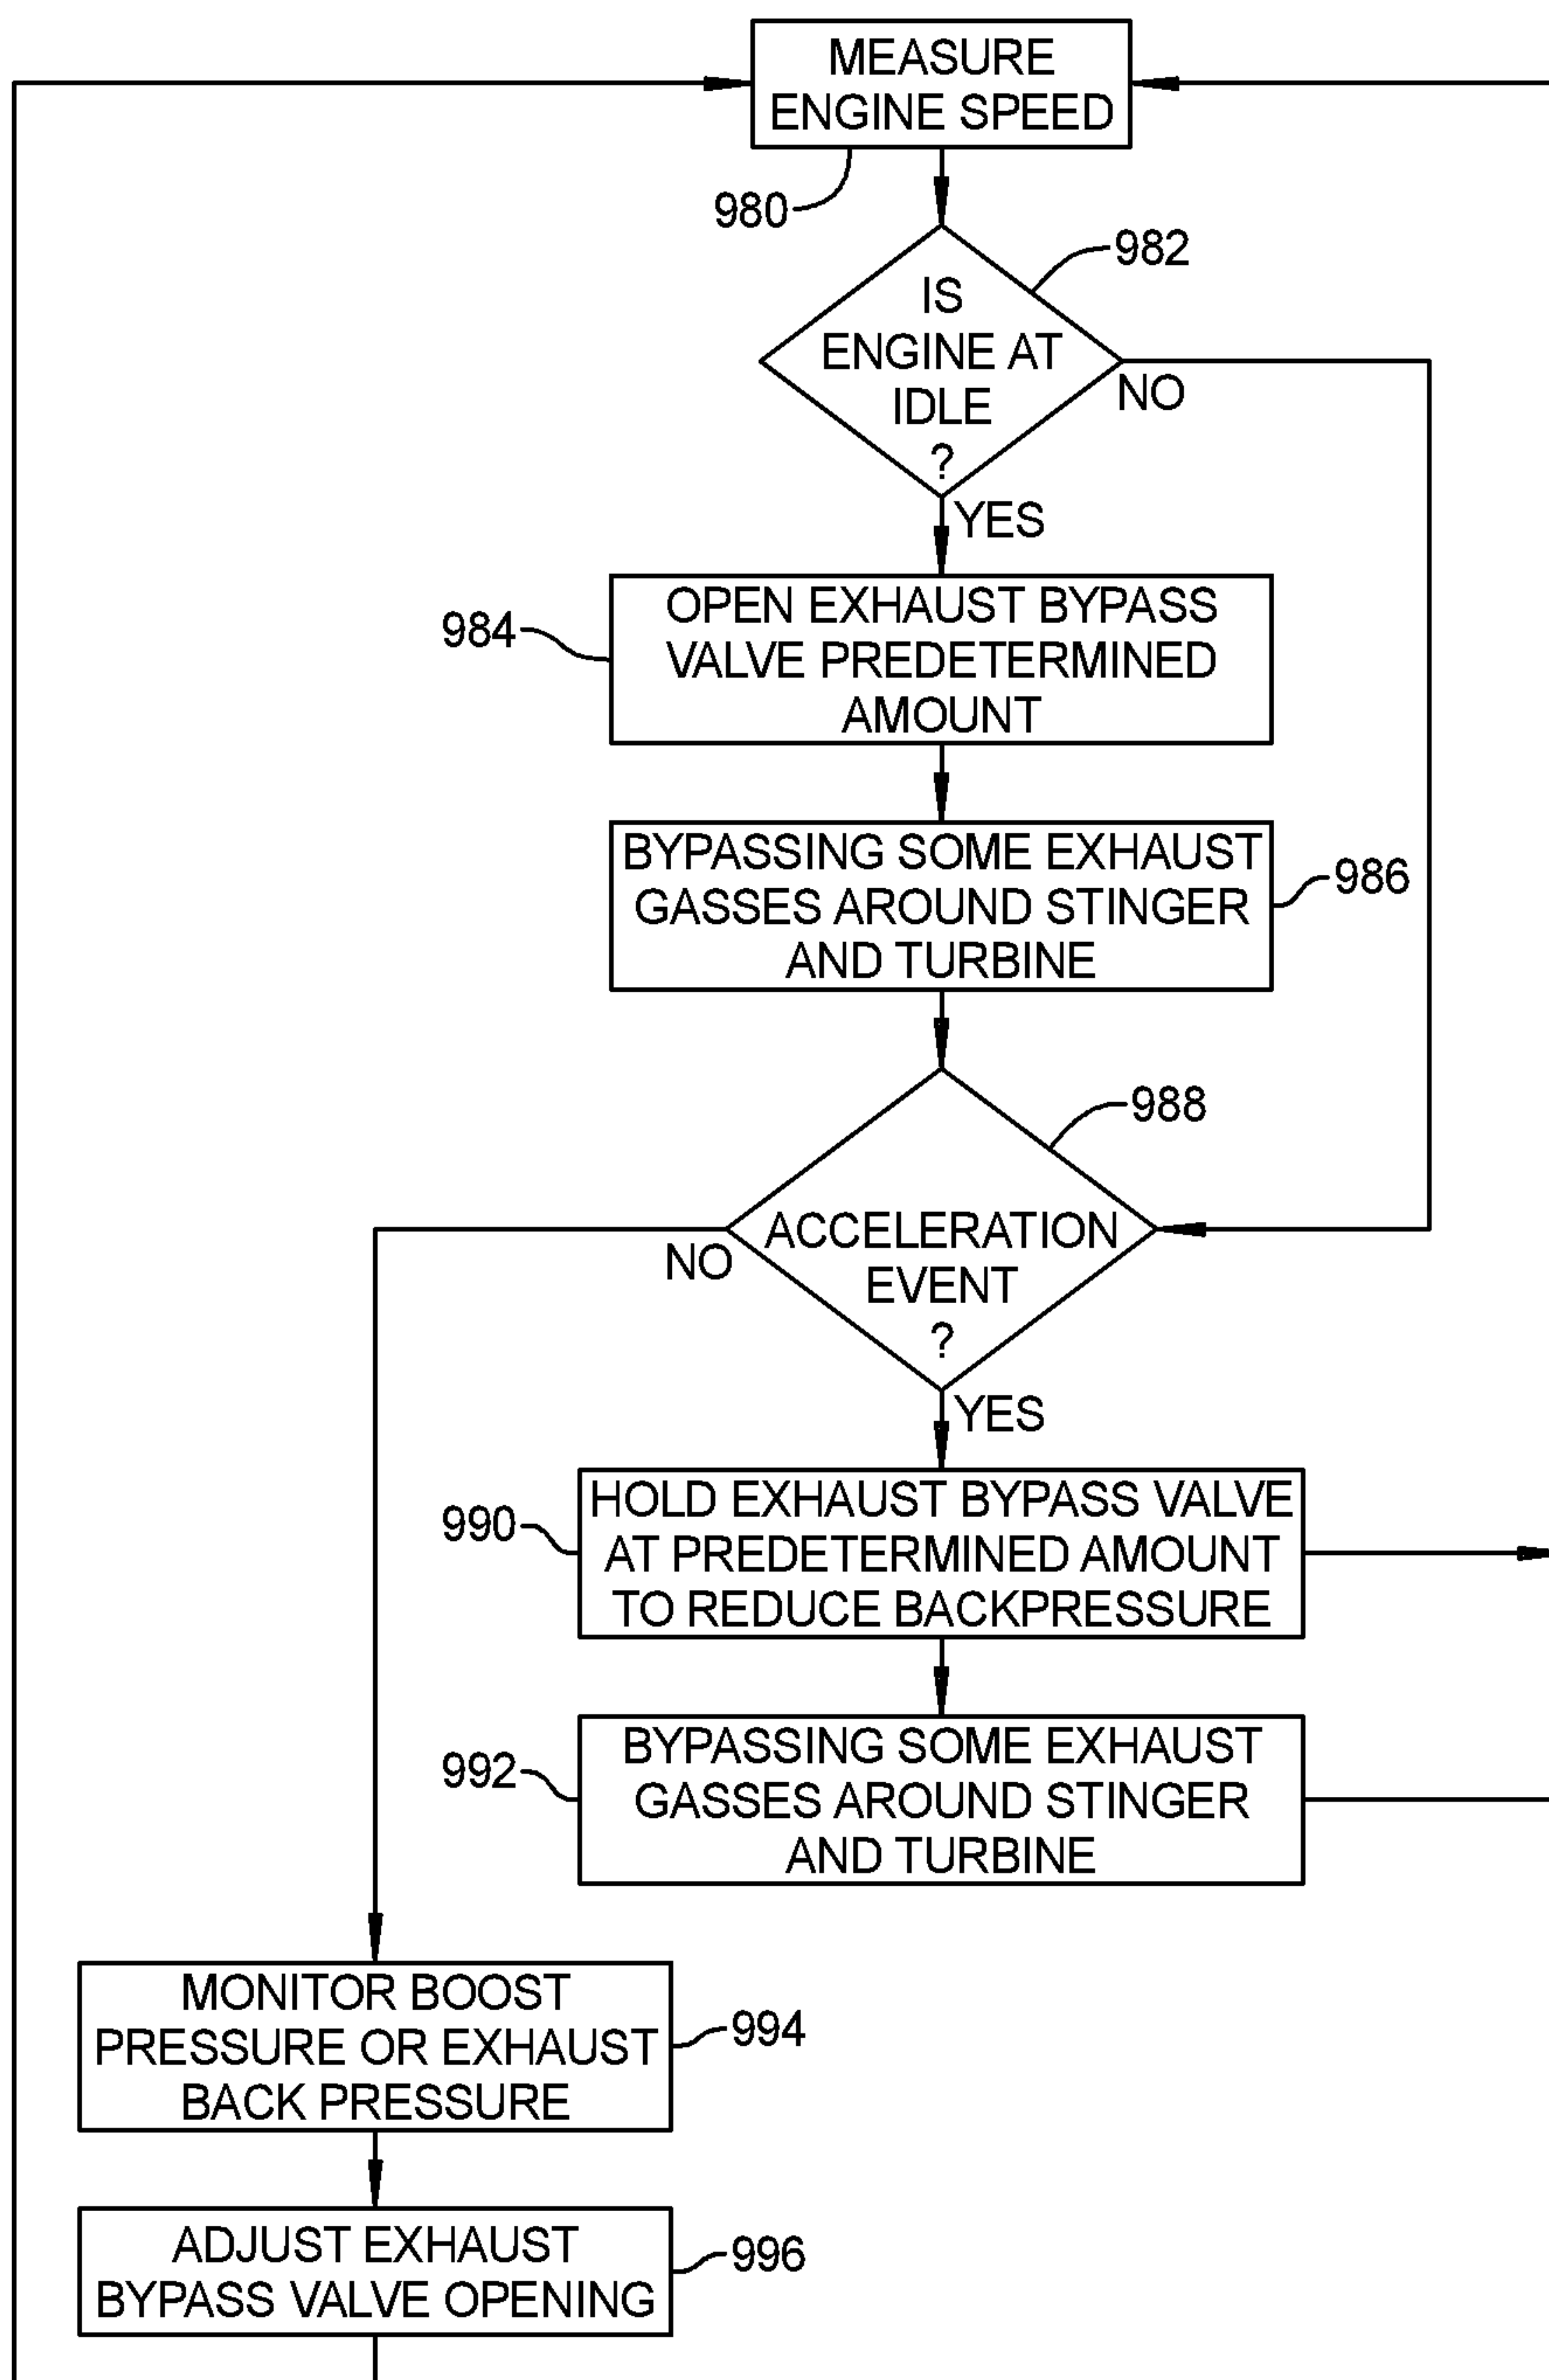 MEASURE
ENGINE SPEED
980
982
IS
ENGINE AT
IDLE
?
NO
YES
984
OPEN EXHAUST BYPASS
VALVE PREDETERMINED
AMOUNT
BYPASSING SOME EXHAUST
GASSES AROUND STINGER
AND TURBINE
986
988
ACCELERATION
EVENT
?
NO
YES
990
HOLD EXHAUST BYPASS VALVE
AT PREDETERMINED AMOUNT
TO REDUCE BACKPRESSURE
992
BYPASSING SOME EXHAUST
GASSES AROUND STINGER
AND TURBINE
MONITOR BOOST
PRESSURE OR EXHAUST
BACK PRESSURE
994
ADJUST EXHAUST
BYPASS VALVE OPENING
996